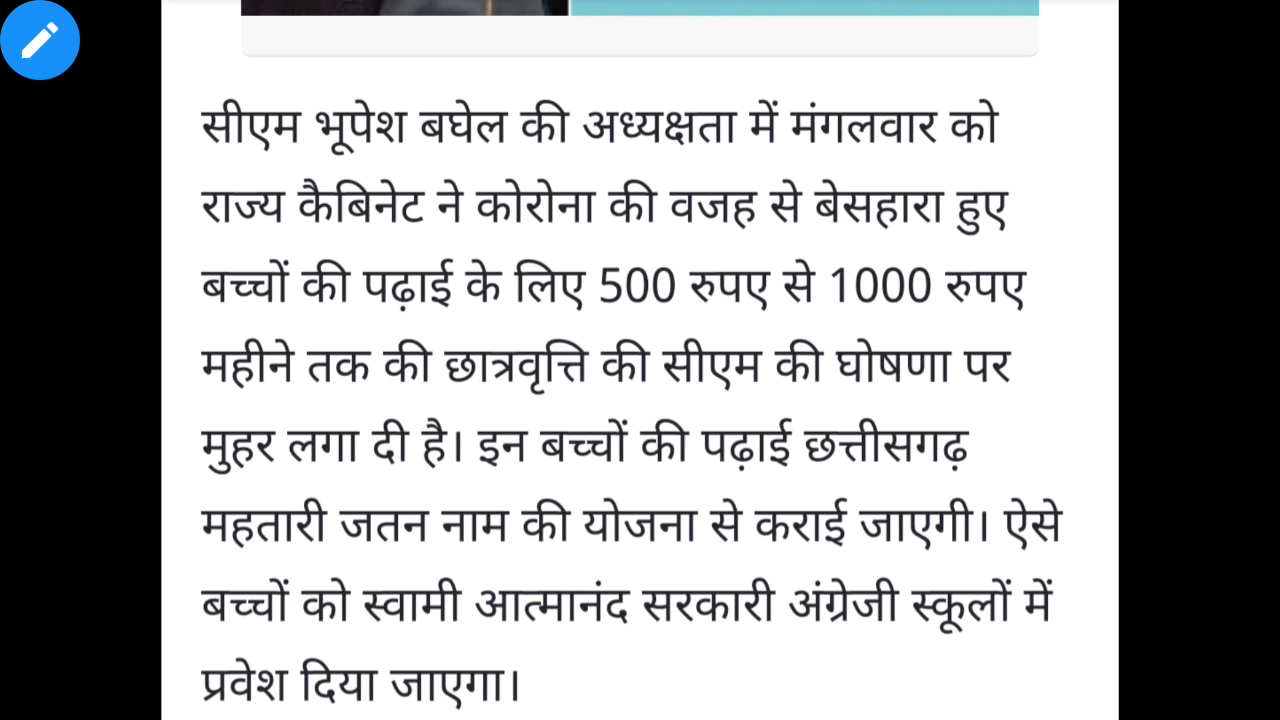 सीएम भूपेश बघेल की अध्यक्षता में मंगलवार को
राज्य कैबिनेट ने कोरोना की वजह से बेसहारा हुए
बच्चों की पढ़ाई के लिए 500 रुपए से 1000 रुपए
महीने तक की छात्रवृत्ति की सीएम की घोषणा पर
मुहर लगा दी है। इन बच्चों की पढ़ाई छत्तीसगढ़
महतारी जतन नाम की योजना से कराई जाएगी। ऐसे
बच्चों को स्वामी आत्मानंद सरकारी अंग्रेजी स्कूलों में
प्रवेश दिया जाएगा।